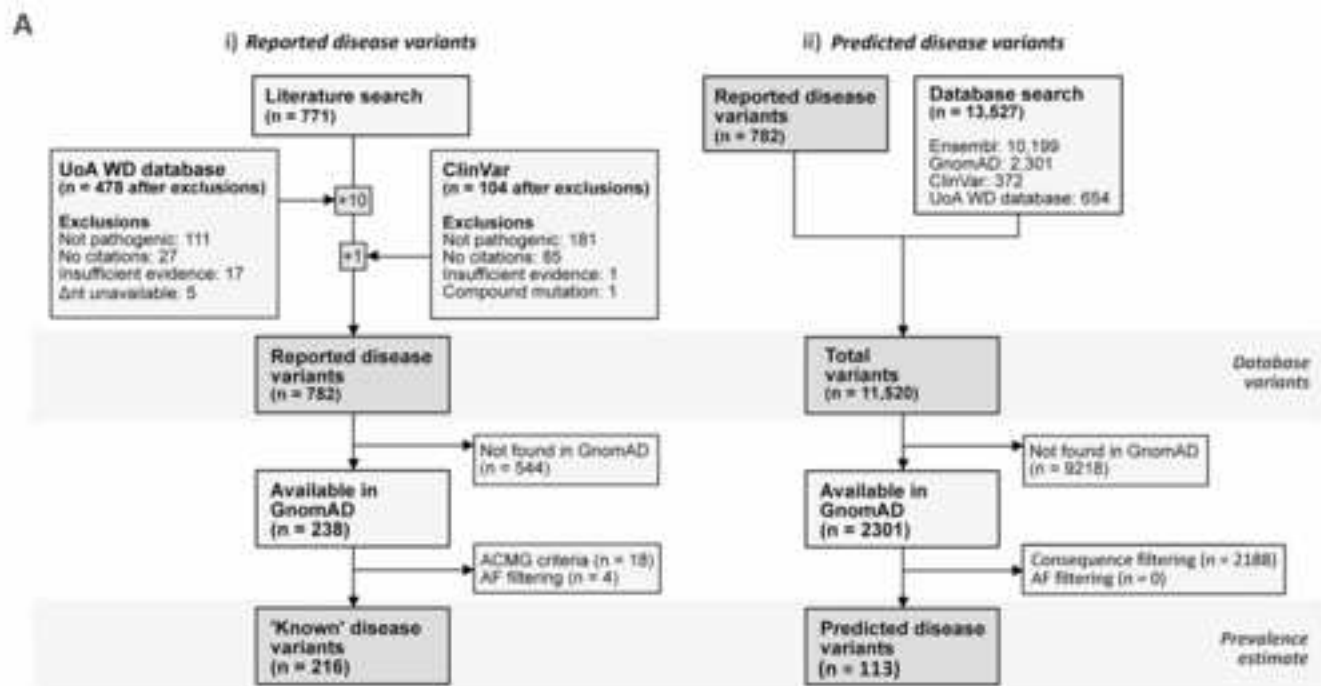 A
i) Reported disease variants
Literature search
(n = 771)
UoA WD database
(n = 478 after exclusions)
Exclusions
Not pathogenic: 111
No citations: 27
Insufficient evidence: 17
Δnt unavailable: 5
+10
+1
ClinVar
(n = 104 after exclusions)
Exclusions
Not pathogenic: 181
No citations: 85
Insufficient evidence: 1
Compound mutation: 1
Reported disease
variants
(n = 782)
Not found in GnomAD
(n = 544)
Available in
GnomAD
(n = 238)
ACMG criteria (n = 18)
AF filtering (n = 4)
'Known' disease
variants
(n = 216)
ii) Predicted disease variants
Reported disease
variants
(n = 782)
Database search
(n = 13,527)
Ensembl: 10,199
GnomAD: 2,301
ClinVar: 372
UoA WD database: 654
Total
variants
(n = 11,520)
Database
variants
Not found in GnomAD
(n = 9218)
Available in
GnomAD
(n = 2301)
Consequence filtering (n = 2188)
AF filtering (n = 0)
Predicted disease
variants
(n = 113)
Prevalence
estimate